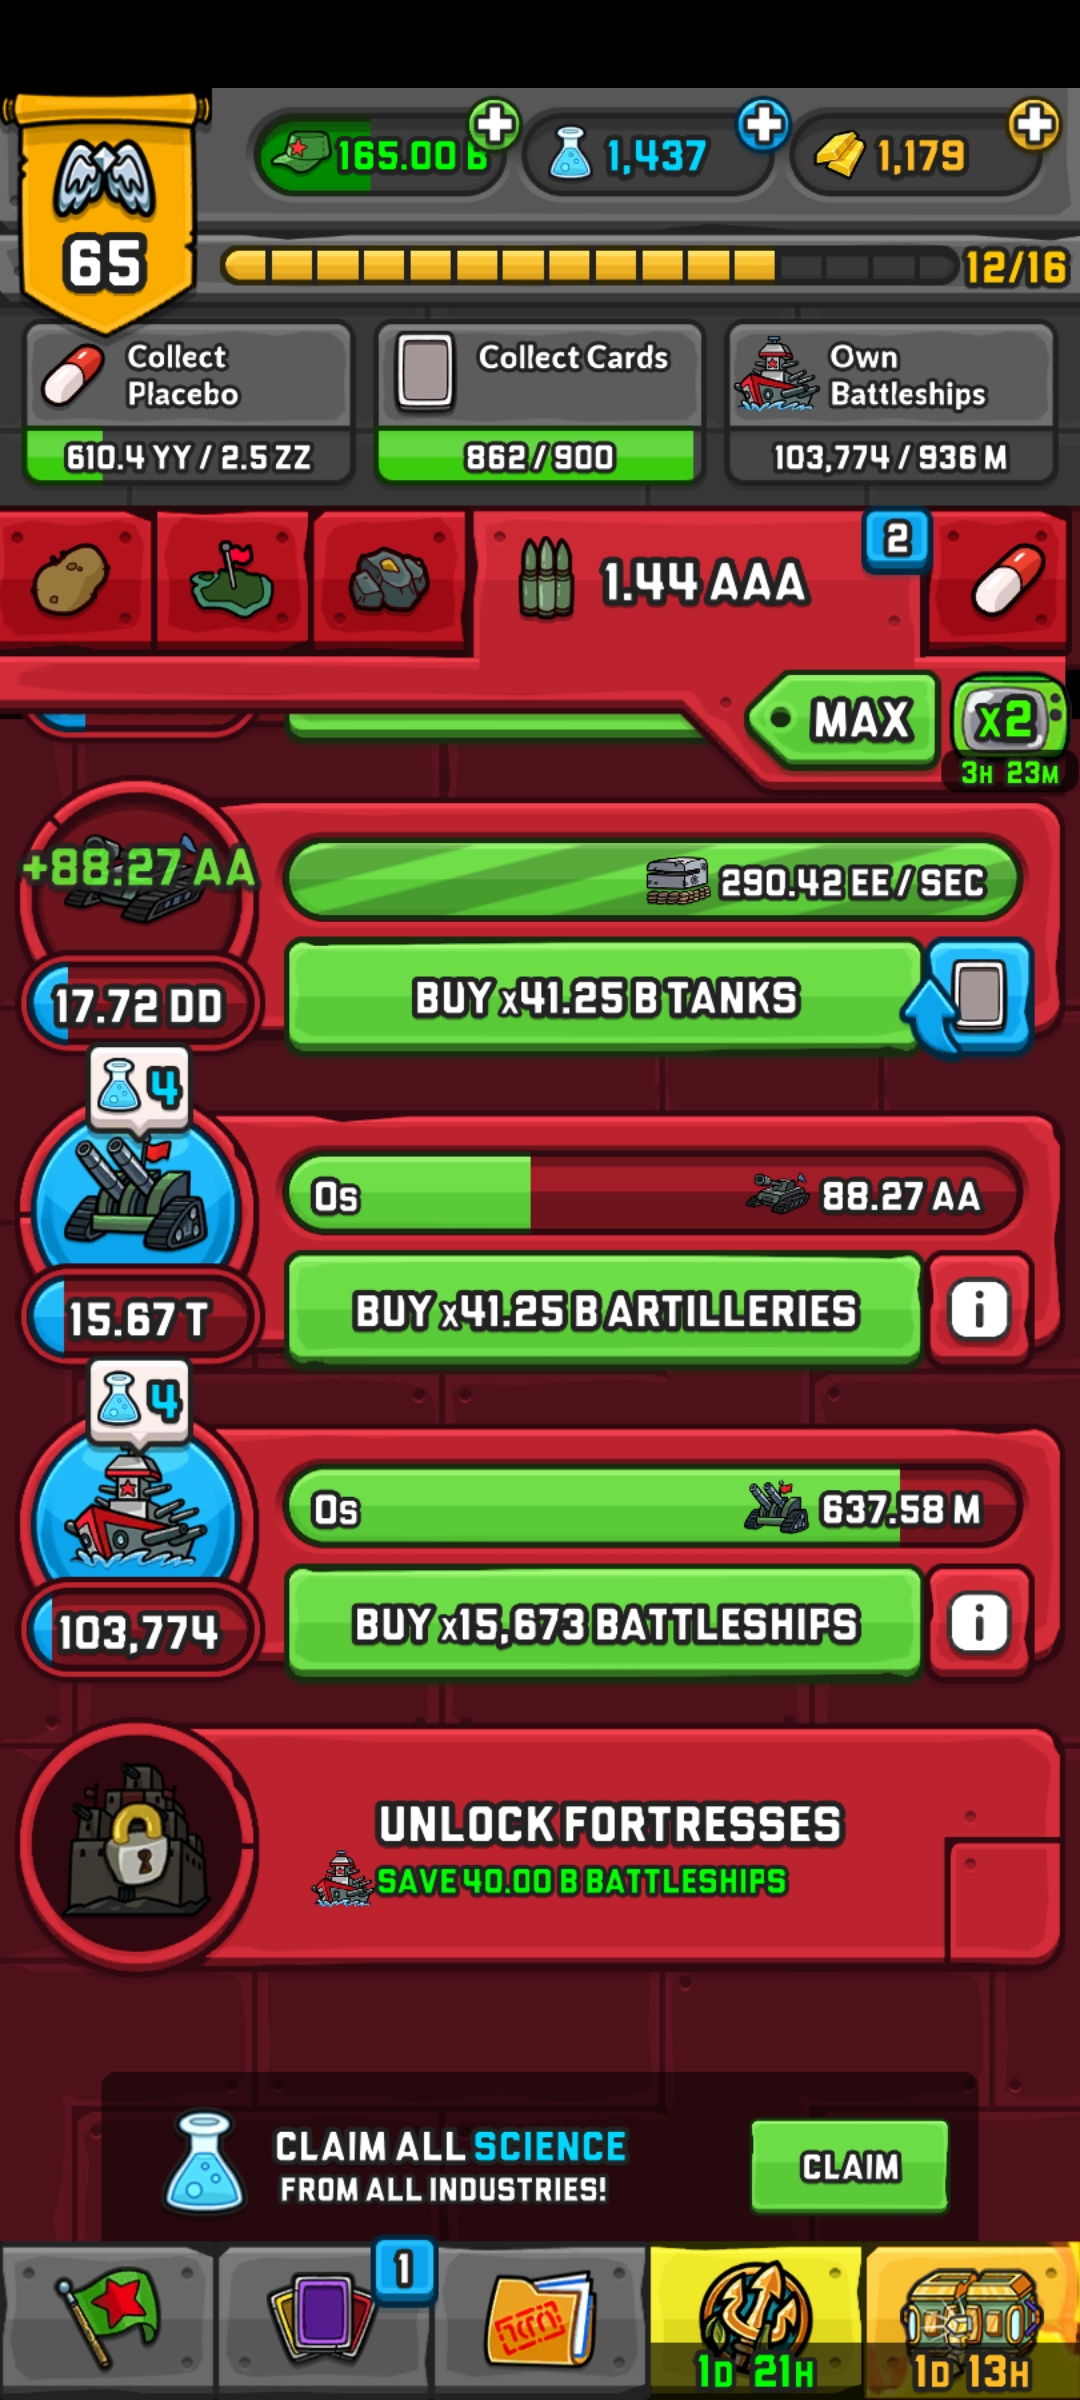 165.00 B
1,437
1,179
65
12/16
Collect
Placebo
610.4 YY / 2.5 ZZ
Collect Cards
862/900
Own
Battleships
103,774 / 936 M
1.44 AAA
2
MAX
x2
3H 23M
+88.27 AA
290.42 EE / SEC
17.72 DD
BUY x41.25 B TANKS
4
0s
88.27 AA
15.67 T
BUY x41.25 B ARTILLERIES
i
4
0s
637.58 M
103,774
BUY x15,673 BATTLESHIPS
i
UNLOCK FORTRESSES
SAVE 40.00 B BATTLESHIPS
CLAIM ALL SCIENCE
FROM ALL INDUSTRIES!
CLAIM
1
1D 21H
1D 13H